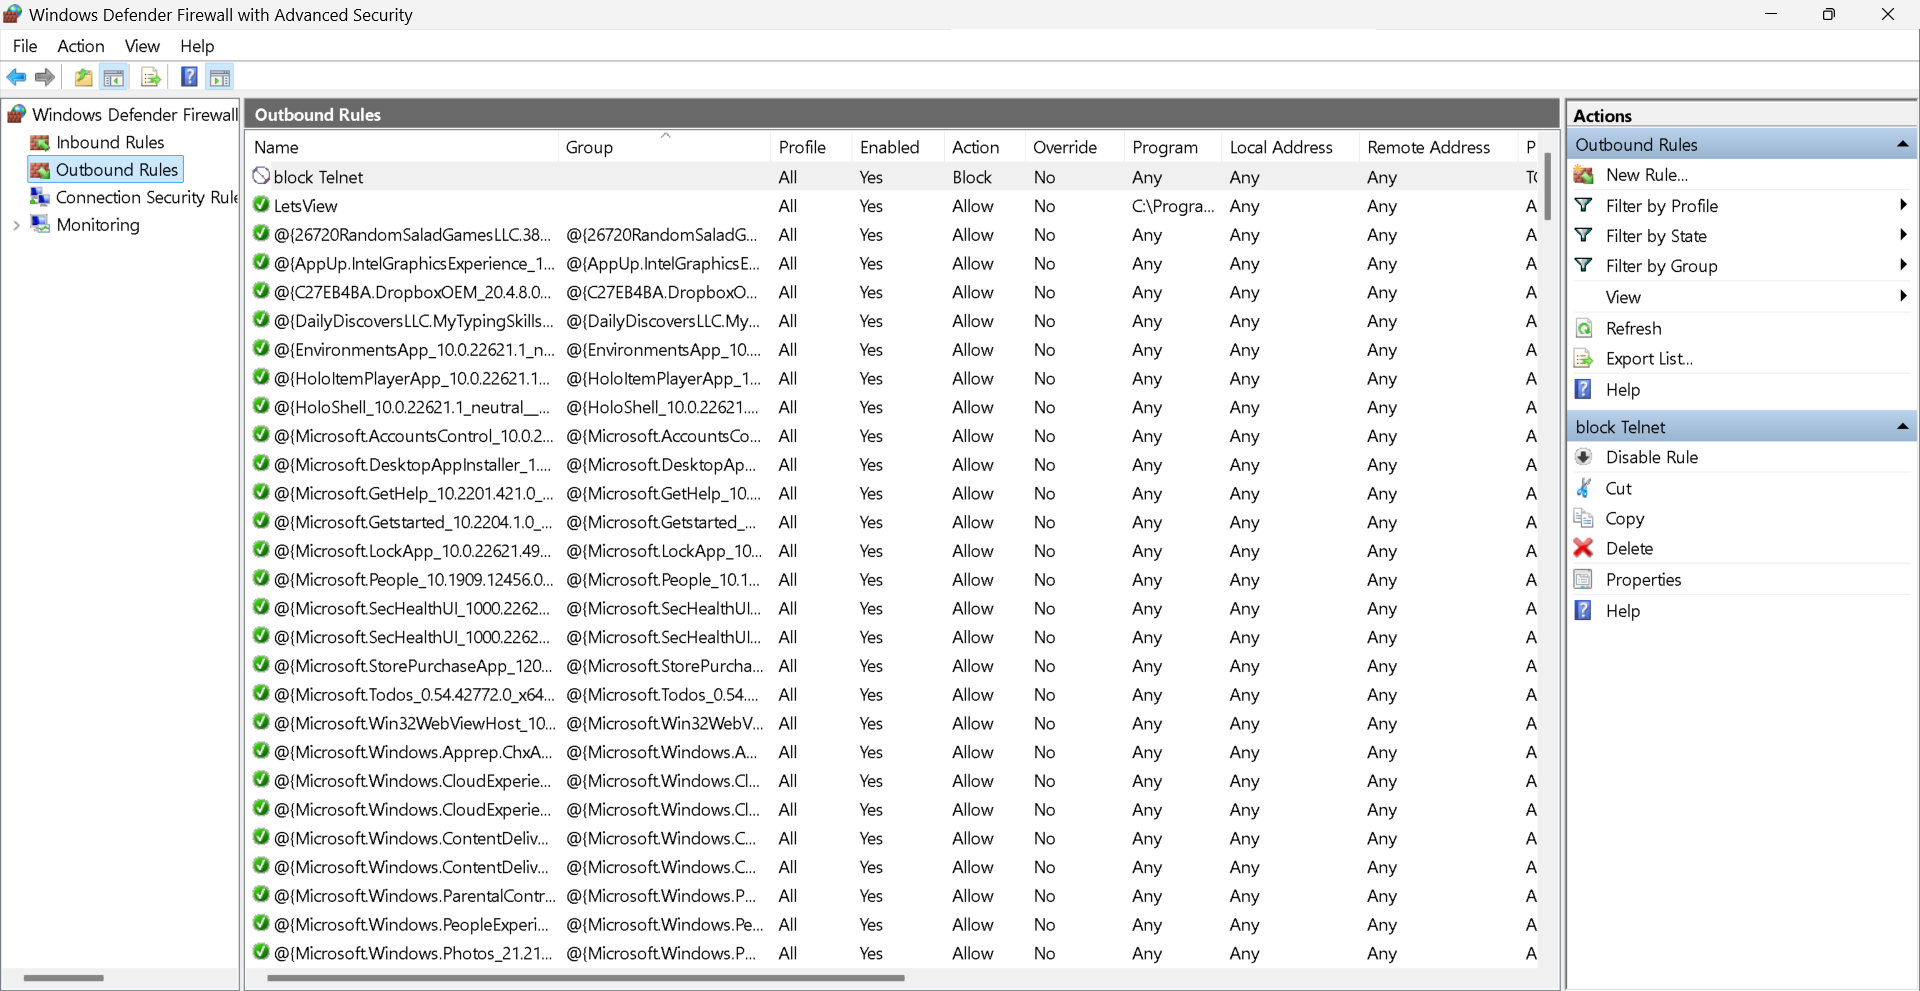 Windows Defender Firewall with Advanced Security
File Action View Help
Windows Defender Firewall
Inbound Rules
Outbound Rules
Connection Security Rule
Monitoring
Outbound Rules
Name Group Profile Enabled Action Override Program Local Address Remote Address P
block Telnet All Yes Block No Any Any Any TC
LetsView All Yes Allow No C:\Progra... Any Any A
@{26720RandomSaladGamesLLC.38... @{26720RandomSaladG... All Yes Allow No Any Any Any A
@{AppUp.IntelGraphicsExperience_1... @{AppUp.IntelGraphicsE... All Yes Allow No Any Any Any A
@{C27EB4BA.DropboxOEM_20.4.8.0... @{C27EB4BA.DropboxO... All Yes Allow No Any Any Any A
@{DailyDiscoversLLC.MyTypingSkills... @{DailyDiscoversLLC.My... All Yes Allow No Any Any Any A
@{EnvironmentsApp_10.0.22621.1_n... @{EnvironmentsApp_10.... All Yes Allow No Any Any Any A
@{HoloItemPlayerApp_10.0.22621.1... @{HoloItemPlayerApp_1... All Yes Allow No Any Any Any A
@{HoloShell_10.0.22621.1_neutral__... @{HoloShell_10.0.22621.... All Yes Allow No Any Any Any A
@{Microsoft.AccountsControl_10.0.2... @{Microsoft.AccountsCo... All Yes Allow No Any Any Any A
@{Microsoft.DesktopAppInstaller_1.... @{Microsoft.DesktopAp... All Yes Allow No Any Any Any A
@{Microsoft.GetHelp_10.2201.421.0_... @{Microsoft.GetHelp_10.... All Yes Allow No Any Any Any A
@{Microsoft.Getstarted_10.2204.1.0_... @{Microsoft.Getstarted_... All Yes Allow No Any Any Any A
@{Microsoft.LockApp_10.0.22621.49... @{Microsoft.LockApp_10... All Yes Allow No Any Any Any A
@{Microsoft.People_10.1909.12456.0... @{Microsoft.People_10.1... All Yes Allow No Any Any Any A
@{Microsoft.SecHealthUI_1000.2262... @{Microsoft.SecHealthUI... All Yes Allow No Any Any Any A
@{Microsoft.SecHealthUI_1000.2262... @{Microsoft.SecHealthUI... All Yes Allow No Any Any Any A
@{Microsoft.StorePurchaseApp_120... @{Microsoft.StorePurcha... All Yes Allow No Any Any Any A
@{Microsoft.Todos_0.54.42772.0_x64... @{Microsoft.Todos_0.54.... All Yes Allow No Any Any Any A
@{Microsoft.Win32WebViewHost_10... @{Microsoft.Win32WebV... All Yes Allow No Any Any Any A
@{Microsoft.Windows.Apprep.ChxA... @{Microsoft.Windows.A... All Yes Allow No Any Any Any A
@{Microsoft.Windows.CloudExperie... @{Microsoft.Windows.Cl... All Yes Allow No Any Any Any A
@{Microsoft.Windows.CloudExperie... @{Microsoft.Windows.Cl... All Yes Allow No Any Any Any A
@{Microsoft.Windows.ContentDeliv... @{Microsoft.Windows.C... All Yes Allow No Any Any Any A
@{Microsoft.Windows.ContentDeliv... @{Microsoft.Windows.C... All Yes Allow No Any Any Any A
@{Microsoft.Windows.ParentalContr... @{Microsoft.Windows.P... All Yes Allow No Any Any Any A
@{Microsoft.Windows.PeopleExperi... @{Microsoft.Windows.Pe... All Yes Allow No Any Any Any A
@{Microsoft.Windows.Photos_21.21... @{Microsoft.Windows.P... All Yes Allow No Any Any Any A
Actions
Outbound Rules
New Rule...
Filter by Profile
Filter by State
Filter by Group
View
Refresh
Export List...
Help
block Telnet
Disable Rule
Cut
Copy
Delete
Properties
Help